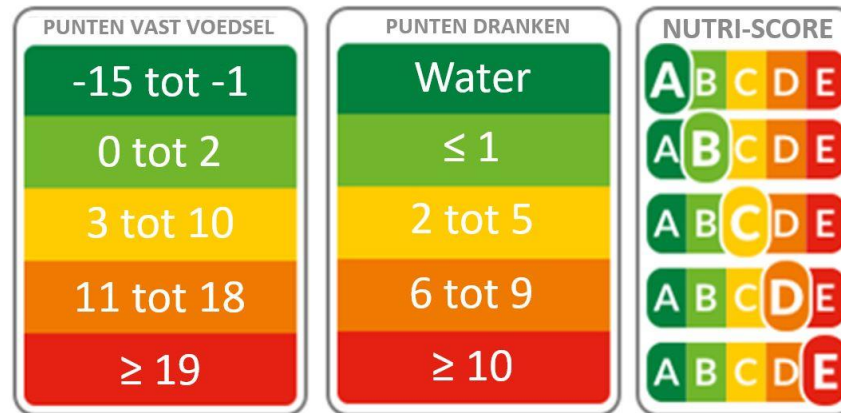 PUNTEN VAST VOEDSEL
-15 tot -1
0 tot 2
3 tot 10
11 tot 18
≥ 19
PUNTEN DRANKEN
Water
≤ 1
2 tot 5
6 tot 9
≥ 10
NUTRI-SCORE
A B C D E
A B C D E
A B C D E
A B C D E
A B C D E